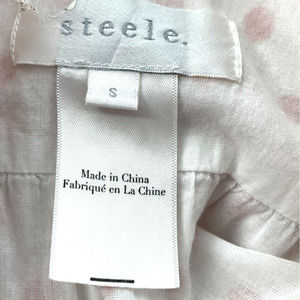 steele.
S
Made in China
Fabriqué en La Chine